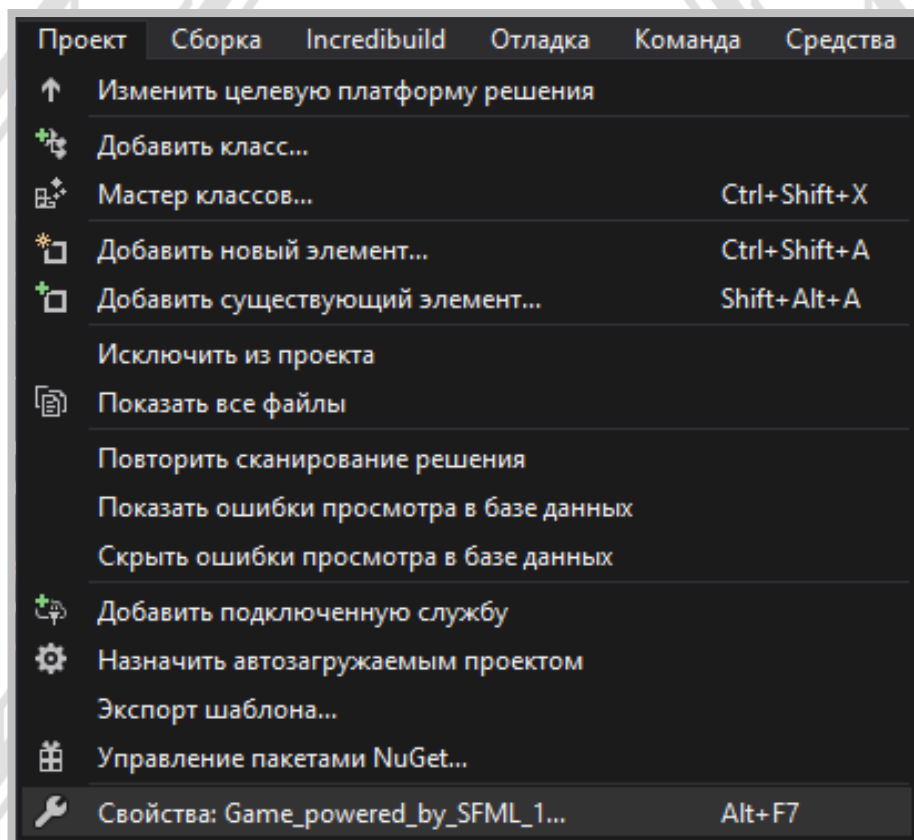 Проект Сборка Incredibuild Отладка Команда Средства
Изменить целевую платформу решения
Добавить класс...
Мастер классов... Ctrl+Shift+X
Добавить новый элемент... Ctrl+Shift+A
Добавить существующий элемент... Shift+Alt+A
Исключить из проекта
Показать все файлы
Повторить сканирование решения
Показать ошибки просмотра в базе данных
Скрыть ошибки просмотра в базе данных
Добавить подключенную службу
Назначить автозагружаемым проектом
Экспорт шаблона...
Управление пакетами NuGet...
Свойства: Game_powered_by_SFML_1... Alt+F7